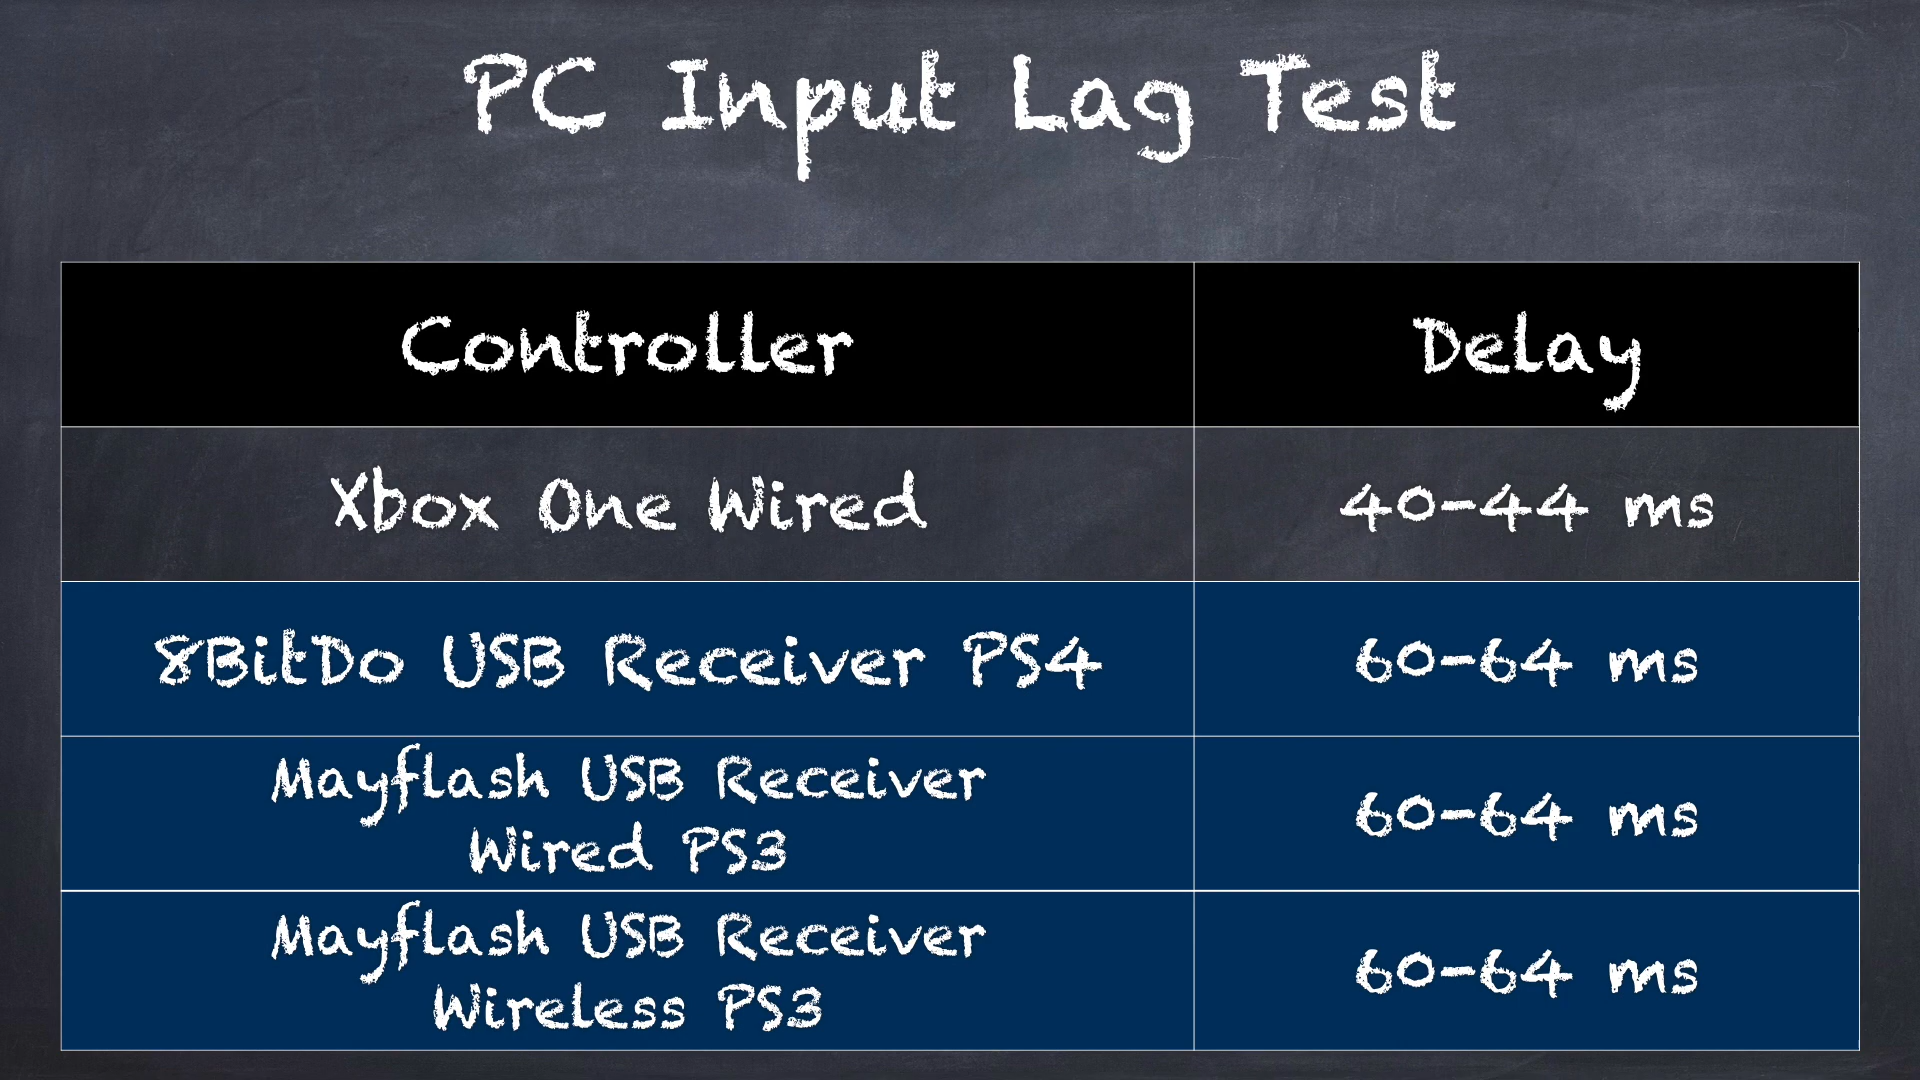 PC Input Lag Test
Controller
Delay
Xbox One Wired
40-44 ms
8BitDo USB Receiver PS4
60-64 ms
Mayflash USB Receiver
Wired PS3
60-64 ms
Mayflash USB Receiver
Wireless PS3
60-64 ms